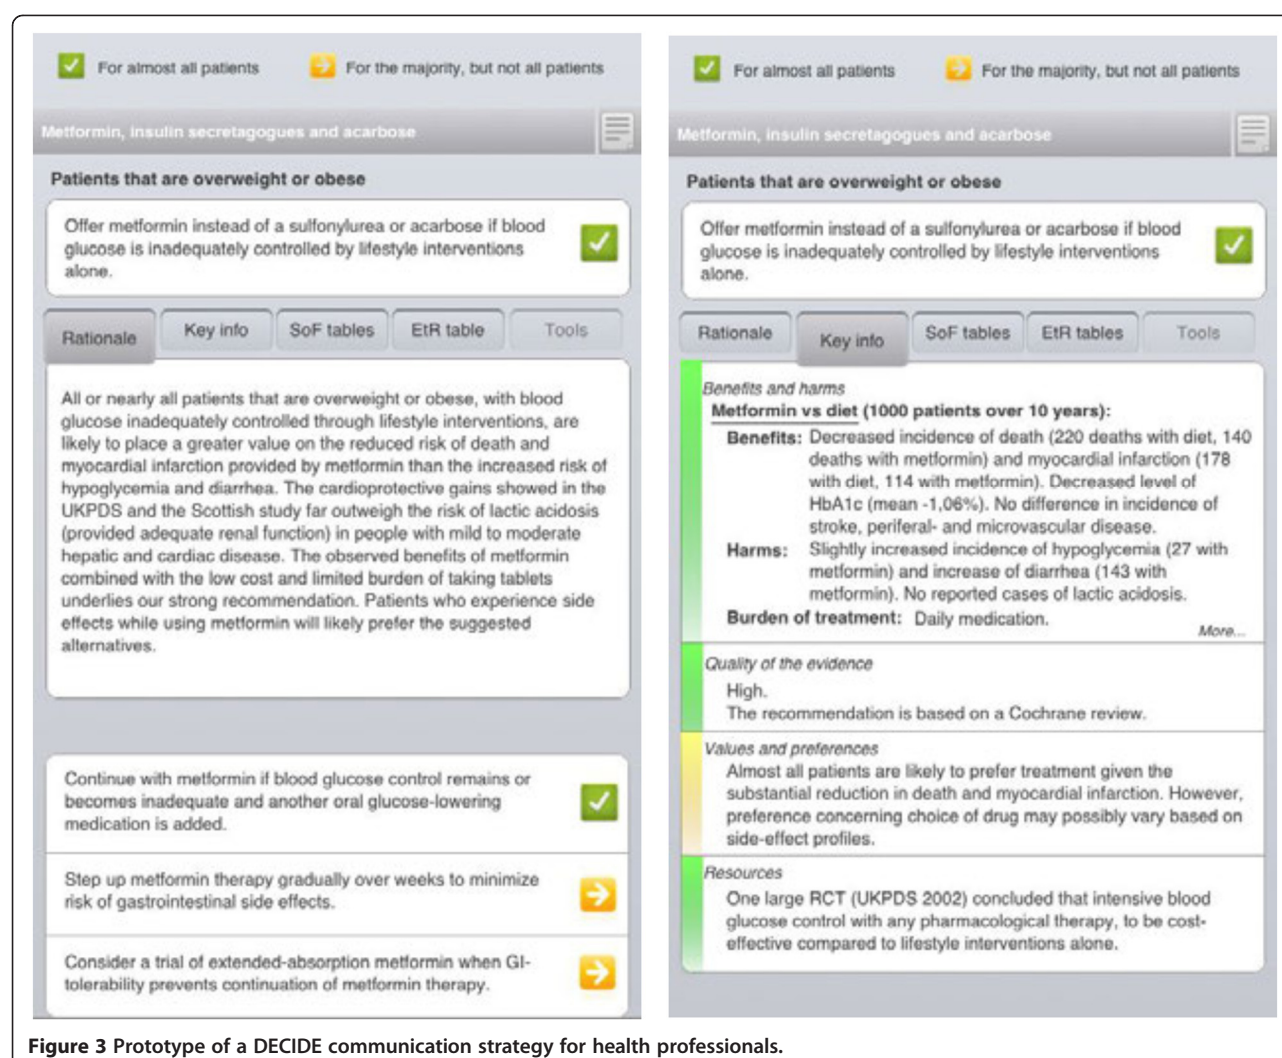 For almost all patients
For the majority, but not all patients
Metformin, insulin secretagogues and acarbose
Patients that are overweight or obese
Offer metformin instead of a sulfonylurea or acarbose if blood
glucose is inadequately controlled by lifestyle interventions
alone.
Rationale
Key info
SoF tables
EtR table
Tools
All or nearly all patients that are overweight or obese, with blood
glucose inadequately controlled through lifestyle interventions, are
likely to place a greater value on the reduced risk of death and
myocardial infarction provided by metformin than the increased risk of
hypoglycemia and diarrhea. The cardioprotective gains showed in the
UKPDS and the Scottish study far outweigh the risk of lactic acidosis
(provided adequate renal function) in people with mild to moderate
hepatic and cardiac disease. The observed benefits of metformin
combined with the low cost and limited burden of taking tablets
underlies our strong recommendation. Patients who experience side
effects while using metformin will likely prefer the suggested
alternatives.
Continue with metformin if blood glucose control remains or
becomes inadequate and another oral glucose-lowering
medication is added.
Step up metformin therapy gradually over weeks to minimize
risk of gastrointestinal side effects.
Consider a trial of extended-absorption metformin when GI-
tolerability prevents continuation of metformin therapy.
For almost all patients
For the majority, but not all patients
Metformin, insulin secretagogues and acarbose
Patients that are overweight or obese
Offer metformin instead of a sulfonylurea or acarbose if blood
glucose is inadequately controlled by lifestyle interventions
alone.
Rationale
Key info
SoF tables
EtR tables
Tools
Benefits and harms
Metformin vs diet (1000 patients over 10 years):
Benefits: Decreased incidence of death (220 deaths with diet, 140
deaths with metformin) and myocardial infarction (178
with diet, 114 with metformin). Decreased level of
HbA1c (mean -1,06%). No difference in incidence of
stroke, periferal- and microvascular disease.
Harms: Slightly increased incidence of hypoglycemia (27 with
metformin) and increase of diarrhea (143 with
metformin). No reported cases of lactic acidosis.
Burden of treatment: Daily medication.
More...
Quality of the evidence
High.
The recommendation is based on a Cochrane review.
Values and preferences
Almost all patients are likely to prefer treatment given the
substantial reduction in death and myocardial infarction. However,
preference concerning choice of drug may possibly vary based on
side-effect profiles.
Resources
One large RCT (UKPDS 2002) concluded that intensive blood
glucose control with any pharmacological therapy, to be cost-
effective compared to lifestyle interventions alone.
Figure 3 Prototype of a DECIDE communication strategy for health professionals.